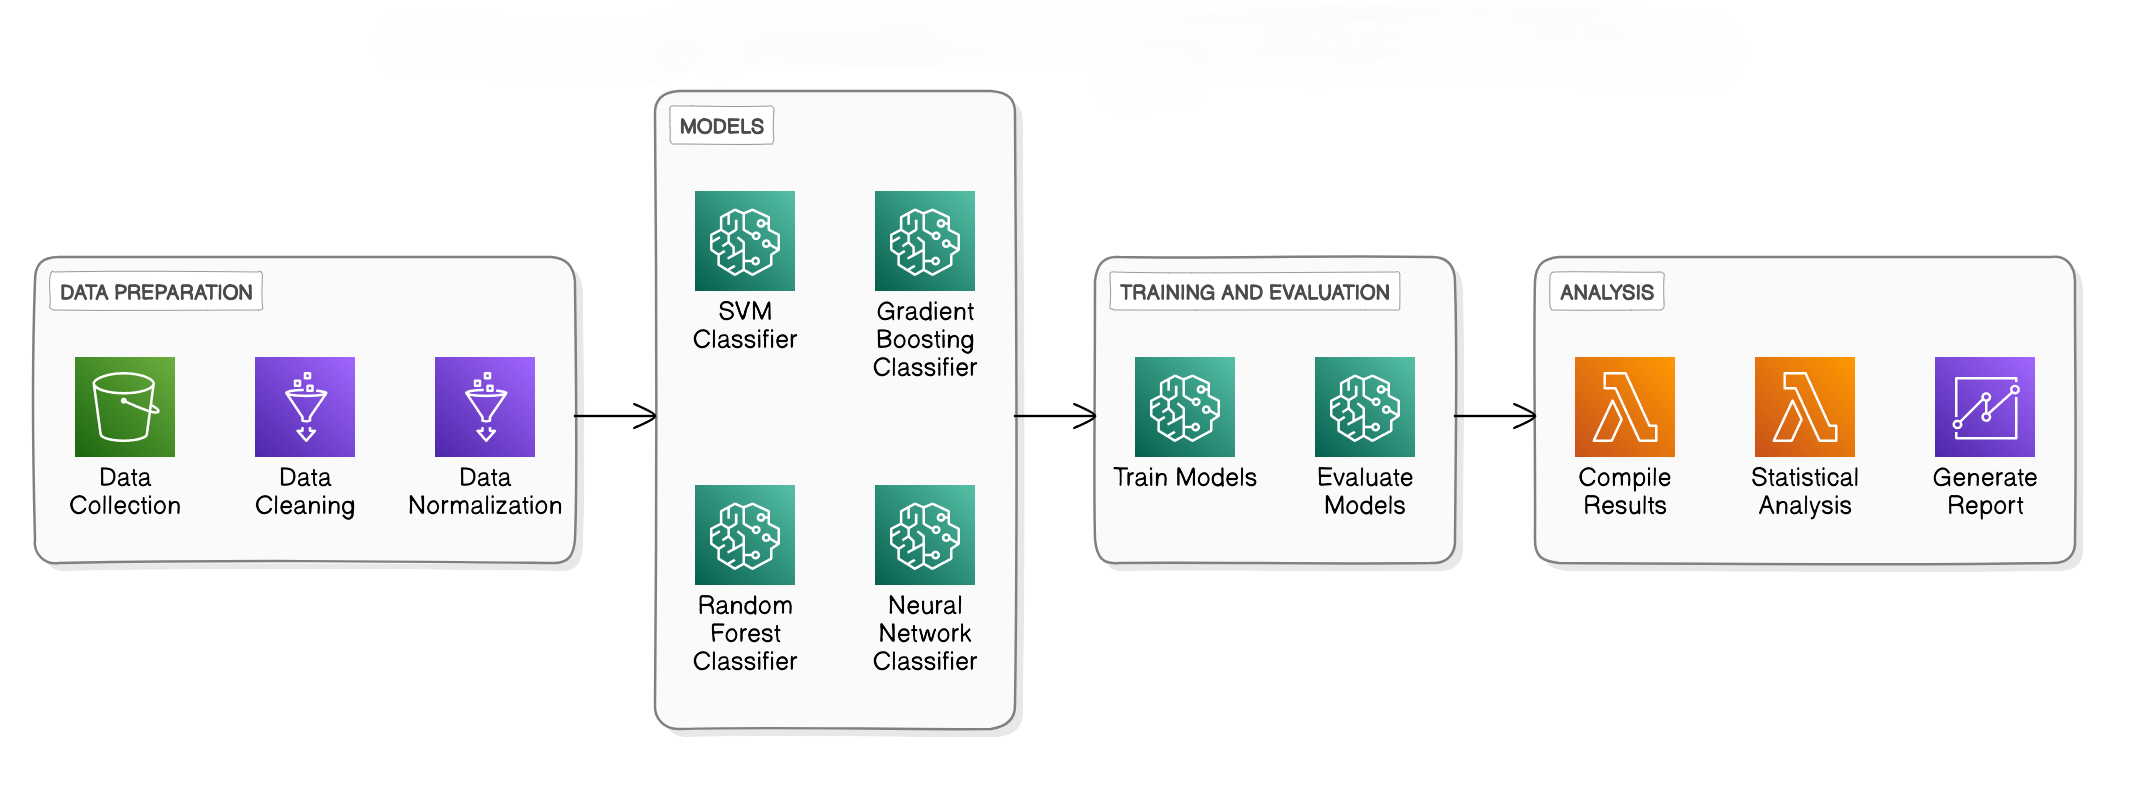 DATA PREPARATION
Data
Collection
Data
Cleaning
Data
Normalization
MODELS
SVM
Classifier
Gradient
Boosting
Classifier
Random
Forest
Classifier
Neural
Network
Classifier
TRAINING AND EVALUATION
Train Models
Evaluate
Models
ANALYSIS
Compile
Results
Statistical
Analysis
Generate
Report